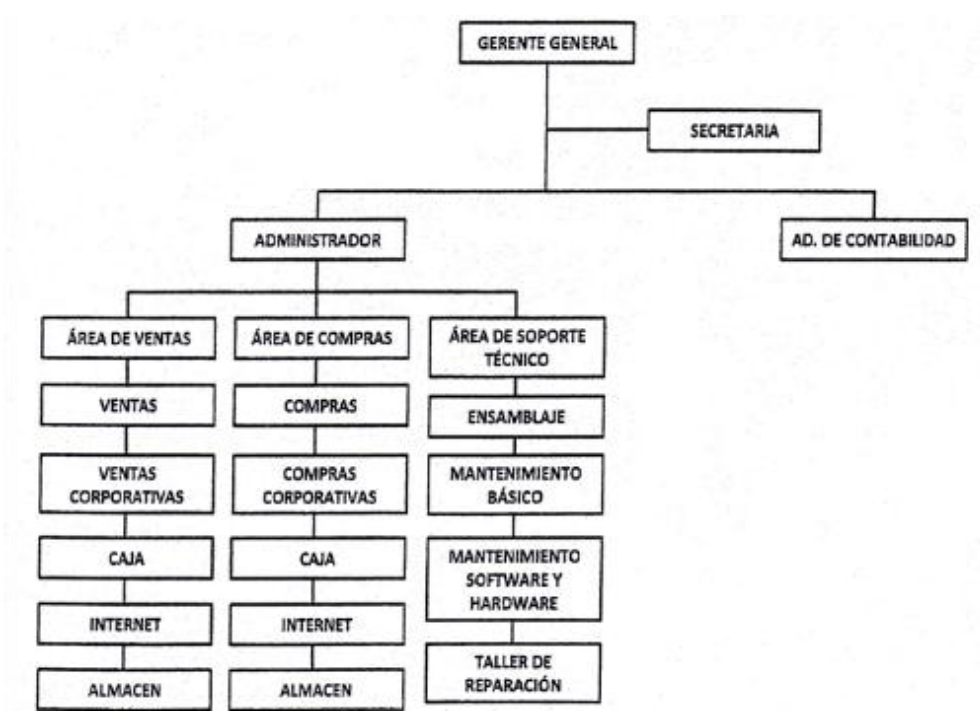 GERENTE GENERAL
SECRETARIA
ADMINISTRADOR
AD. DE CONTABILIDAD
ÁREA DE VENTAS
ÁREA DE COMPRAS
ÁREA DE SOPORTE
TÉCNICO
VENTAS
COMPRAS
ENSAMBLAJE
VENTAS
CORPORATIVAS
COMPRAS
CORPORATIVAS
MANTENIMIENTO
BÁSICO
CAJA
CAJA
MANTENIMIENTO
SOFTWARE Y
HARDWARE
INTERNET
INTERNET
TALLER DE
REPARACIÓN
ALMACEN
ALMACEN